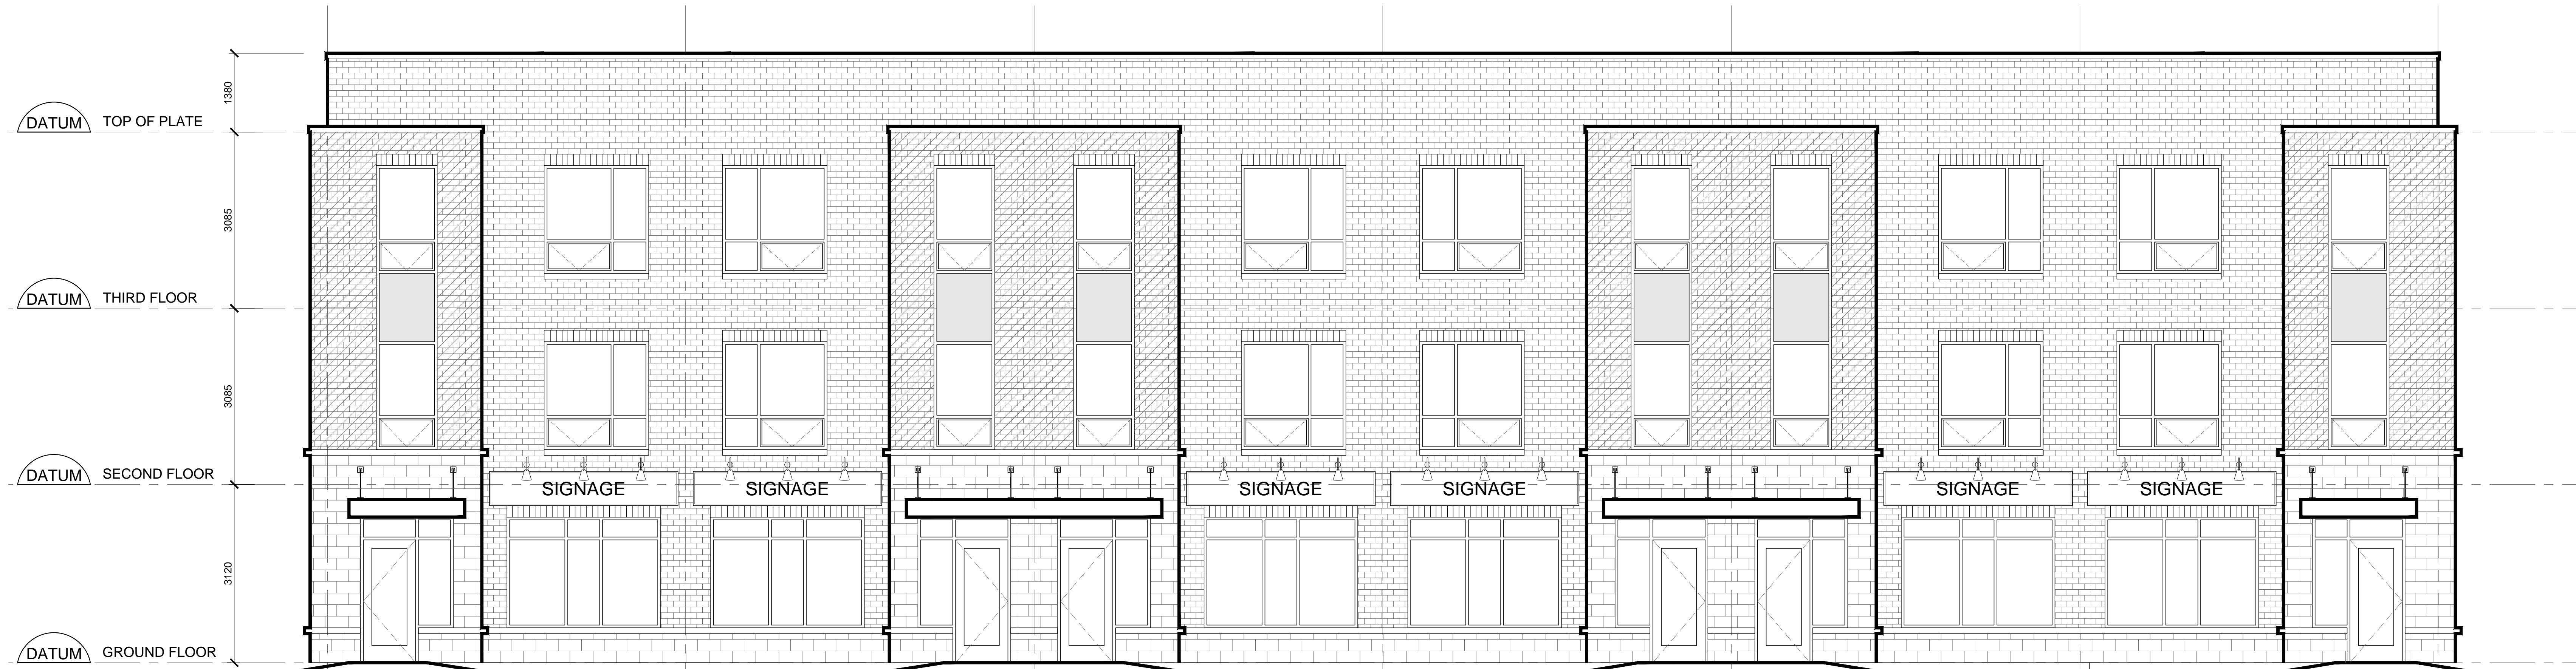 1380
DATUM TOP OF PLATE
3085
DATUM THIRD FLOOR
3085
DATUM SECOND FLOOR
SIGNAGE SIGNAGE SIGNAGE SIGNAGE SIGNAGE SIGNAGE
3120
DATUM GROUND FLOOR